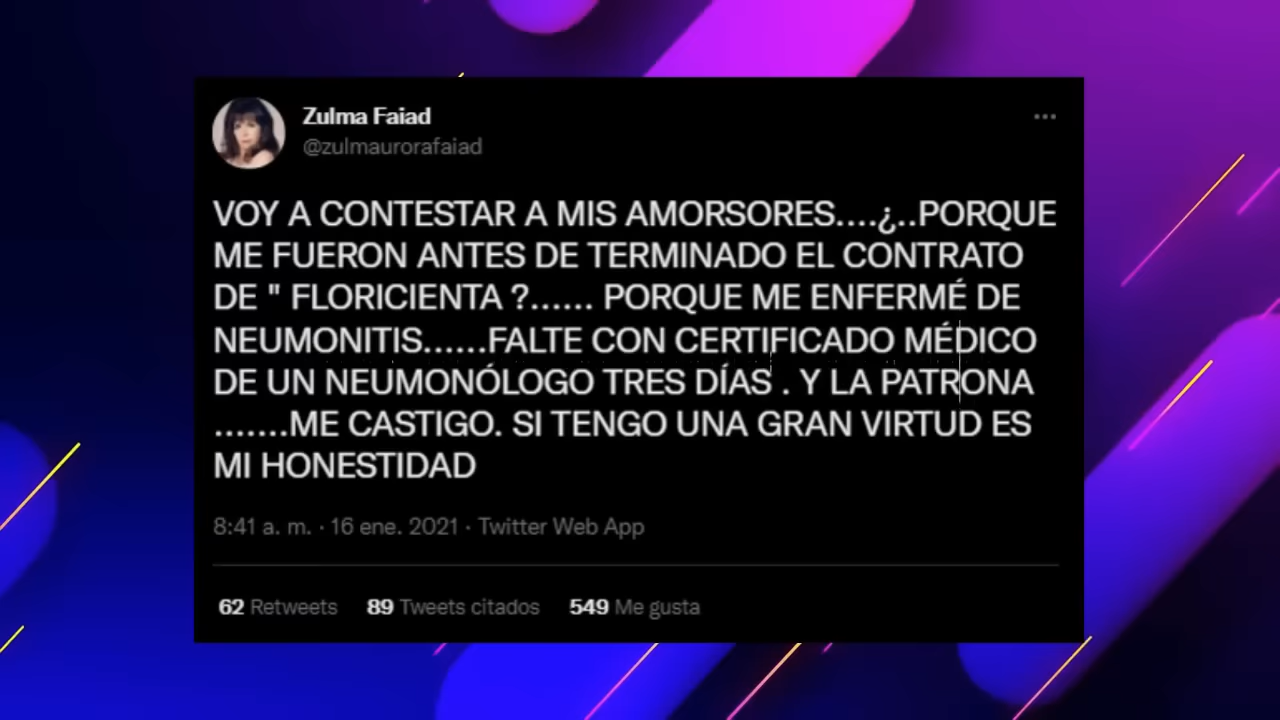 Zulma Faiad
@zulmaurorafaiad
VOY A CONTESTAR A MIS AMORSORES....¿..PORQUE
ME FUERON ANTES DE TERMINADO EL CONTRATO
DE " FLORICIENTA ?...... PORQUE ME ENFERMÉ DE
NEUMONITIS......FALTE CON CERTIFICADO MÉDICO
DE UN NEUMONÓLOGO TRES DÍAS . Y LA PATRONA
.......ME CASTIGO. SI TENGO UNA GRAN VIRTUD ES
MI HONESTIDAD
8:41 a. m. · 16 ene. 2021 · Twitter Web App
62 Retweets 89 Tweets citados 549 Me gusta